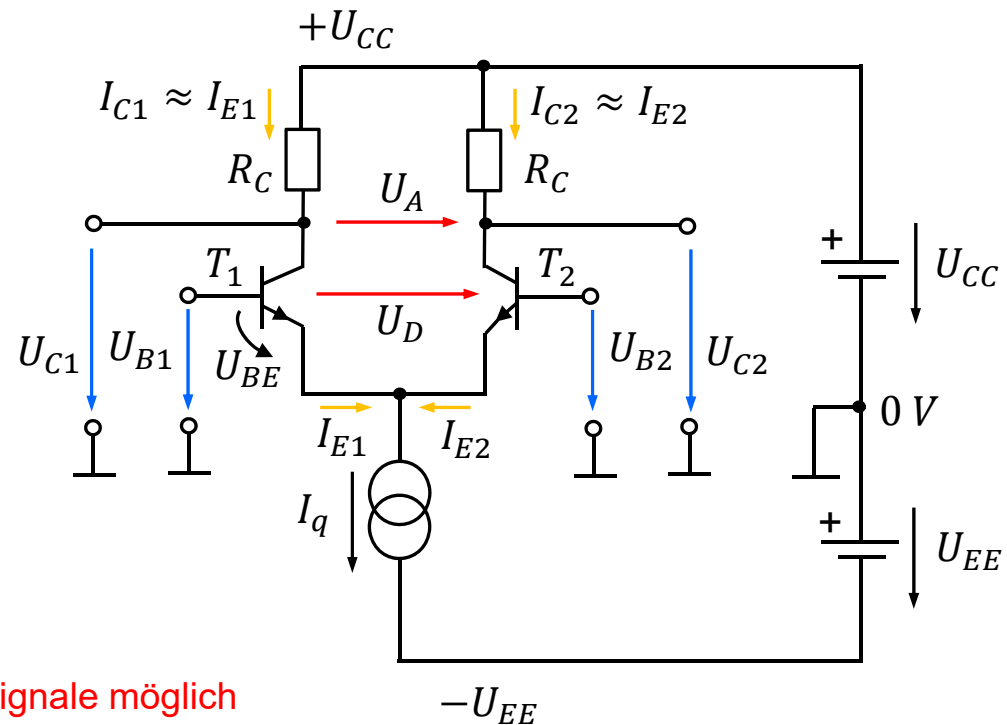 +U_CC
I_C1 ≈ I_E1
I_C2 ≈ I_E2
R_C
R_C
U_A
T_1
T_2
+
U_CC
U_D
U_C1
U_B1
U_BE
U_B2
U_C2
0 V
I_E1
I_E2
I_q
+
U_EE
ignale möglich
−U_EE